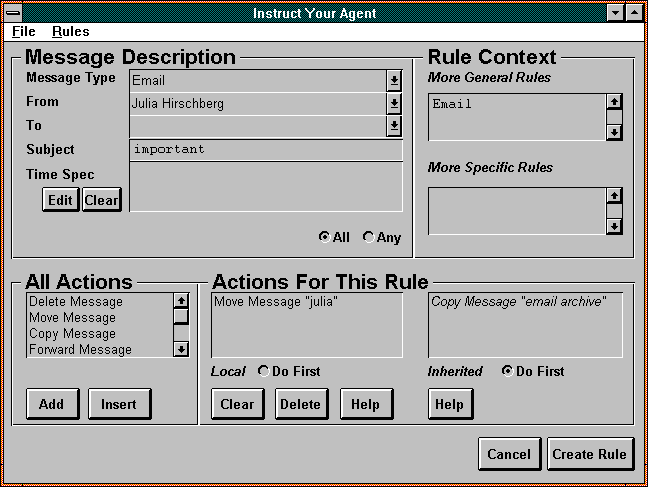 Instruct Your Agent
File Rules
Message Description
Message Type Email
From Julia Hirschberg
To
Subject important
Time Spec
Edit Clear
All Any
Rule Context
More General Rules
Email
More Specific Rules
All Actions
Delete Message
Move Message
Copy Message
Forward Message
Add Insert
Actions For This Rule
Move Message "julia"
Local Do First
Clear Delete Help
Copy Message "email archive"
Inherited Do First
Help
Cancel Create Rule